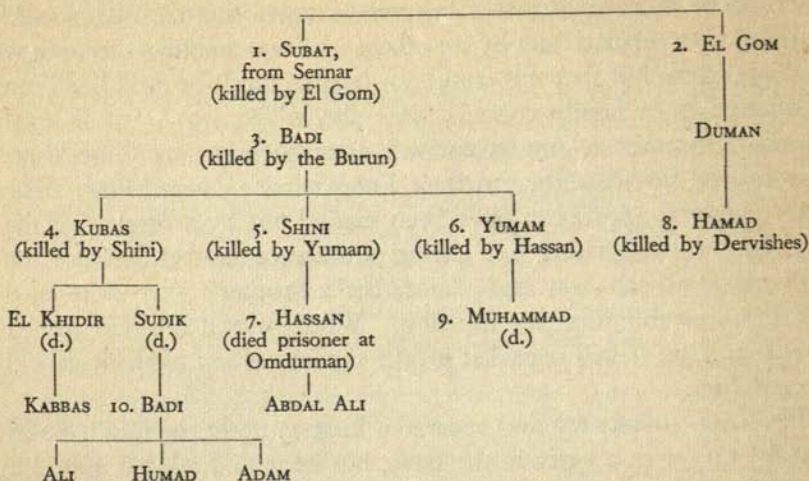 1. SUBAT,
from Sennar
(killed by El Gom)
2. EL GOM
3. BADI
(killed by the Burun)
DUMAN
4. KUBAS
(killed by Shini)
5. SHINI
(killed by Yumam)
6. YUMAM
(killed by Hassan)
8. HAMAD
(killed by Dervishes)
EL KHIDIR
(d.)
SUDIK
(d.)
7. HASSAN
(died prisoner at
Omdurman)
9. MUHAMMAD
(d.)
KABBAS 10. BADI
ABDAL ALI
ALI HUMAD ADAM